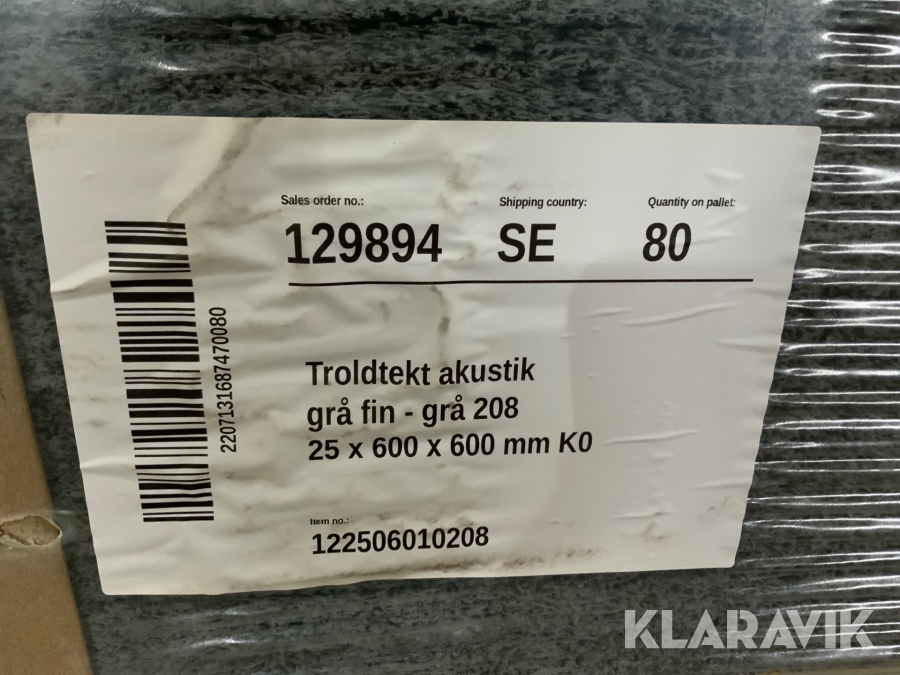 Sales order no.: Shipping country: Quantity on pallet:
129894 SE 80
2207131687470080
Troldtekt akustik
grå fin - grå 208
25 x 600 x 600 mm K0
Item no.:
122506010208
KLARAVIK